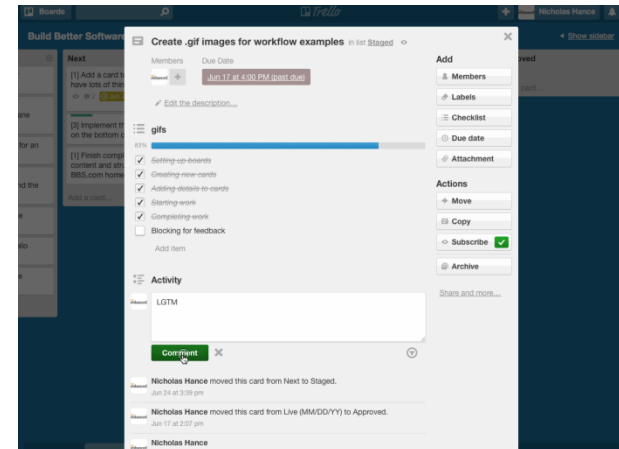 Boards
Trello
Nicholas Hance
Build Better Software
Show sidebar
Next
[1] Add a card t
have lots of thin
2
[3] Implement th
on the bottom o
[1] Finish compl
content and stru
BBS.com home
Add a card...
ane
for an
nd the
Create .gif images for workflow examples in list Staged
Members Due Date
Jun 17 at 4:00 PM (past due)
Edit the description...
gifs
83%
Setting up boards
Creating new cards
Adding details to cards
Starting work
Completing work
Blocking for feedback
Add item
Activity
LGTM
Comment
Nicholas Hance moved this card from Next to Staged.
Jun 24 at 3:39 pm
Nicholas Hance moved this card from Live (MM/DD/YY) to Approved.
Jun 17 at 2:07 pm
Nicholas Hance
Add
Members
Labels
Checklist
Due date
Attachment
Actions
Move
Copy
Subscribe
Archive
Share and more...
oved
card...